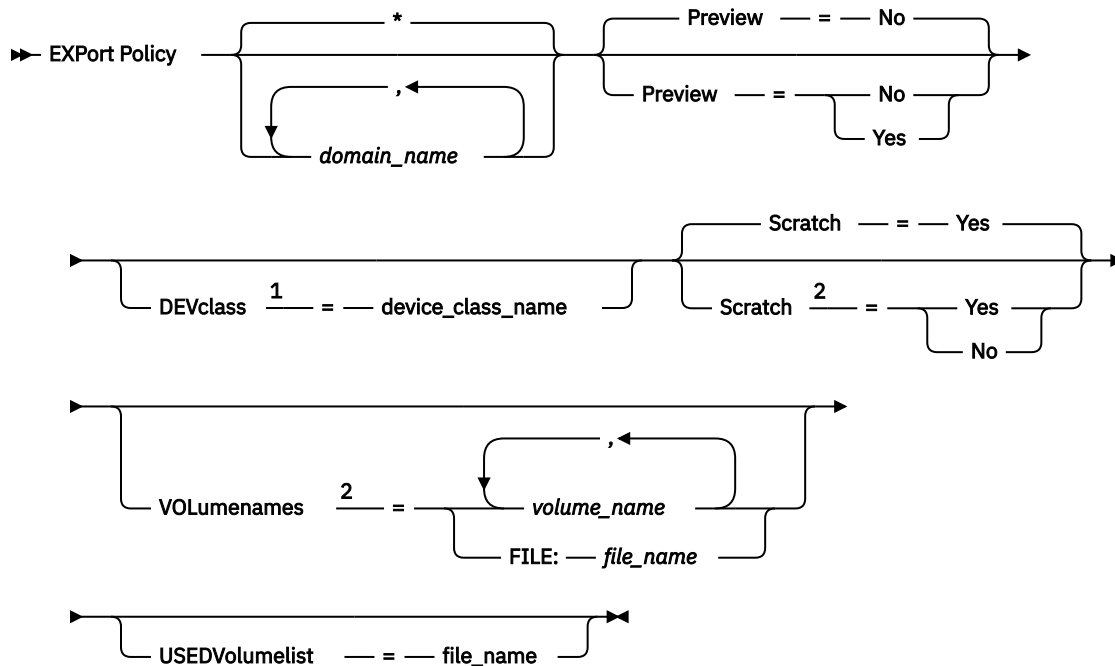 *
Preview = No
EXPort Policy
,
domain_name
Preview = No
Yes
Scratch = Yes
DEVclass 1 = device_class_name
Scratch 2 = Yes
No
,
VOLumenames 2 = volume_name
FILE: file_name
USEDVolumelist = file_name